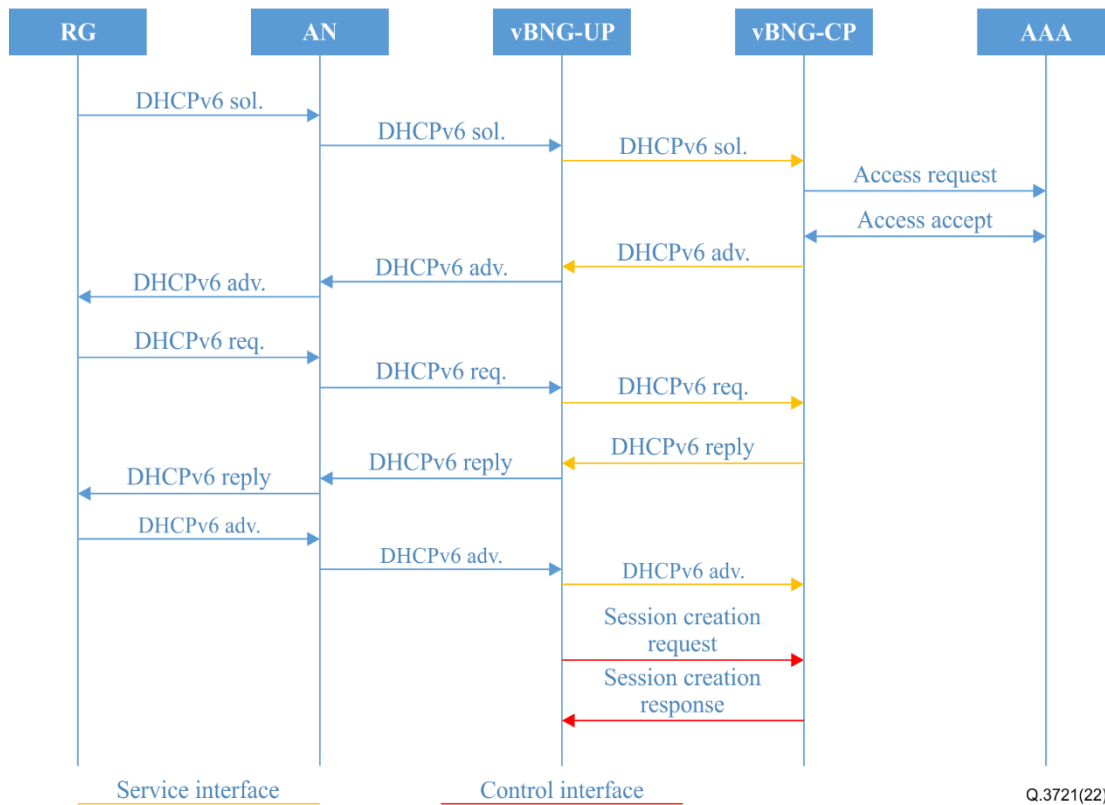 RG
AN
vBNG-UP
vBNG-CP
AAA
DHCPv6 sol.
DHCPv6 sol.
DHCPv6 sol.
Access request
Access accept
DHCPv6 adv.
DHCPv6 adv.
DHCPv6 adv.
DHCPv6 req.
DHCPv6 req.
DHCPv6 req.
DHCPv6 reply
DHCPv6 reply
DHCPv6 reply
DHCPv6 adv.
DHCPv6 adv.
DHCPv6 adv.
Session creation
request
Session creation
response
Service interface
Control interface
Q.3721(22)